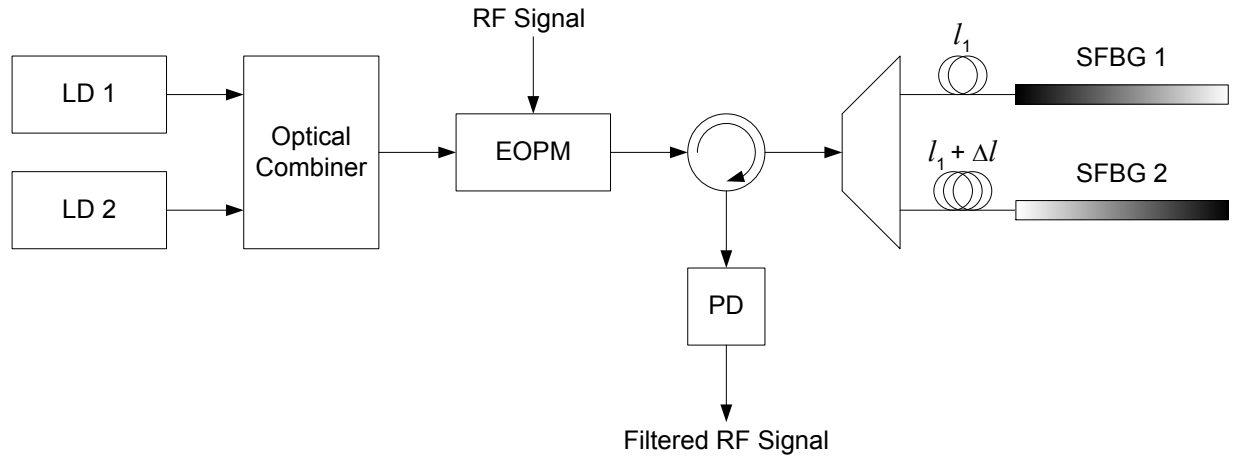 RF Signal
LD 1
LD 2
Optical
Combiner
EOPM
l₁
SFBG 1
l₁ + Δl
SFBG 2
PD
Filtered RF Signal